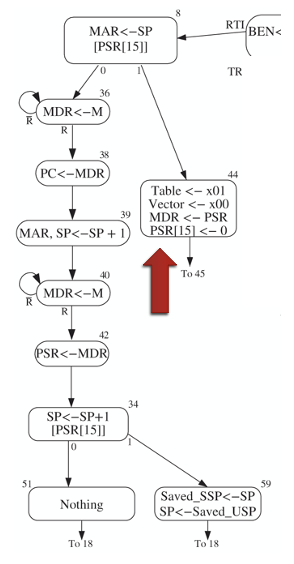 8
RTI
MAR<–SP
[PSR[15]]
BEN<
TR
0
1
36
MDR<–M
R
R
38
PC<–MDR
44
Table <– x01
Vector <– x00
MDR <– PSR
PSR[15] <– 0
To 45
39
MAR, SP<–SP + 1
40
MDR<–M
R
R
42
PSR<–MDR
34
SP<–SP+1
[PSR[15]]
0
1
51
Nothing
To 18
59
Saved_SSP<–SP
SP<–Saved_USP
To 18